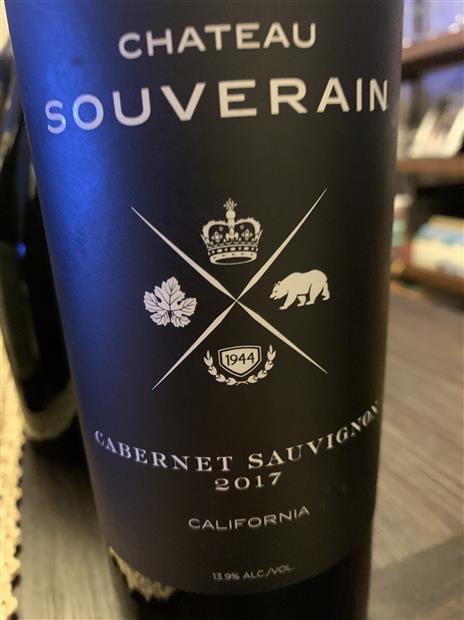 CHATEAU
SOUVERAIN
1944
CABERNET SAUVIGNON
2017
CALIFORNIA
13.9% ALC/VOL